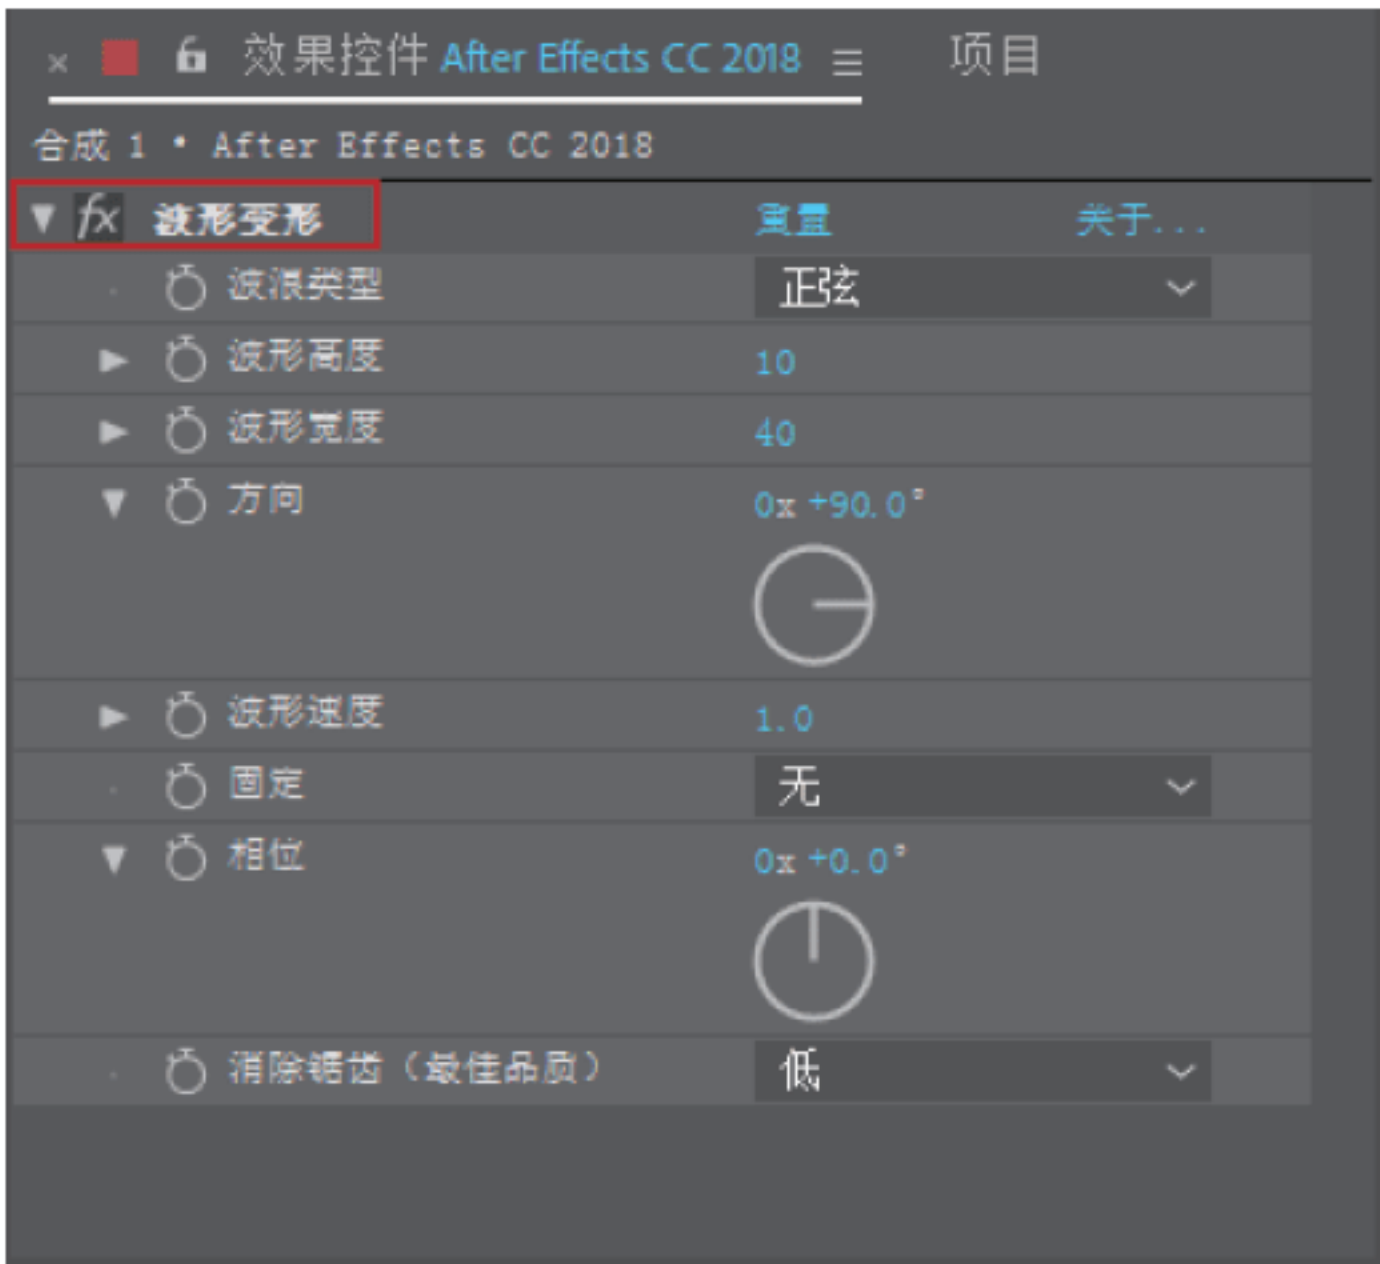 × 效果控件 After Effects CC 2018 ≡ 项目
合成 1 • After Effects CC 2018
fx 波形变形 重置 关于...
波浪类型 正弦
波形高度 10
波形宽度 40
方向 0x +90.0°
波形速度 1.0
固定 无
相位 0x +0.0°
消除锯齿（最佳品质） 低